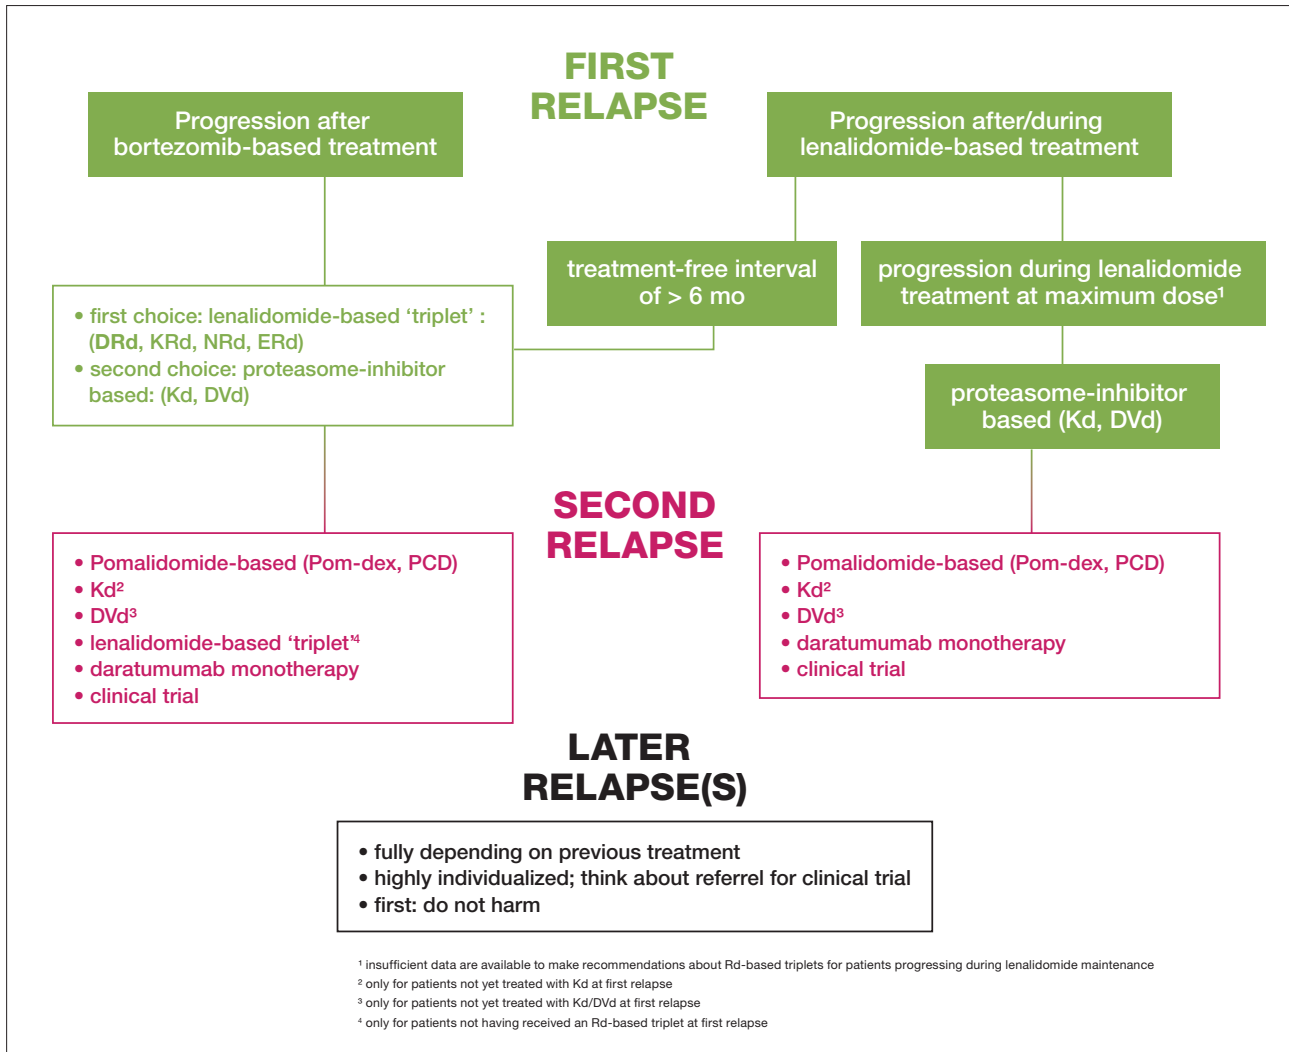 FIRST
RELAPSE
Progression after
bortezomib-based treatment
Progression after/during
lenalidomide-based treatment
treatment-free interval
of > 6 mo
progression during lenalidomide
treatment at maximum dose¹
• first choice: lenalidomide-based ‘triplet’ :
(DRd, KRd, NRd, ERd)
• second choice: proteasome-inhibitor
based: (Kd, DVd)
proteasome-inhibitor
based (Kd, DVd)
SECOND
RELAPSE
• Pomalidomide-based (Pom-dex, PCD)
• Kd²
• DVd³
• lenalidomide-based ‘triplet’⁴
• daratumumab monotherapy
• clinical trial
• Pomalidomide-based (Pom-dex, PCD)
• Kd²
• DVd³
• daratumumab monotherapy
• clinical trial
LATER
RELAPSE(S)
• fully depending on previous treatment
• highly individualized; think about referrel for clinical trial
• first: do not harm
¹ insufficient data are available to make recommendations about Rd-based triplets for patients progressing during lenalidomide maintenance
² only for patients not yet treated with Kd at first relapse
³ only for patients not yet treated with Kd/DVd at first relapse
⁴ only for patients not having received an Rd-based triplet at first relapse